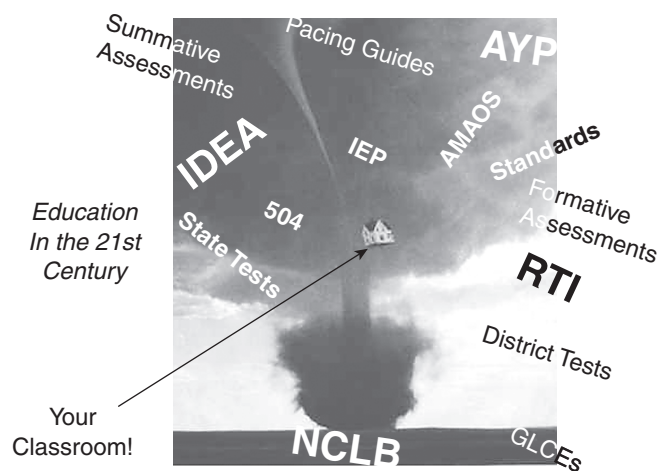 Summative
Assessments
Pacing Guides
AYP
IDEA
IEP
AMAOS
Standards
Formative
Assessments
504
State Tests
Education
In the 21st
Century
RTI
District Tests
Your
Classroom!
NCLB
GLCEs